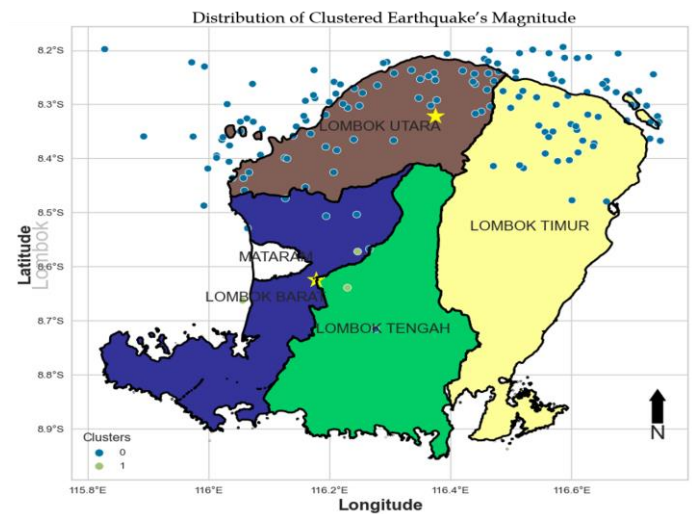 Distribution of Clustered Earthquake's Magnitude
8.2°S
8.3°S
8.4°S
8.5°S
8.6°S
8.7°S
8.8°S
8.9°S
Latitude
Lombok
LOMBOK UTARA
LOMBOK TIMUR
MATARAM
LOMBOK BARAT
LOMBOK TENGAH
N
Clusters
0
1
115.8°E
116°E
116.2°E
116.4°E
116.6°E
Longitude